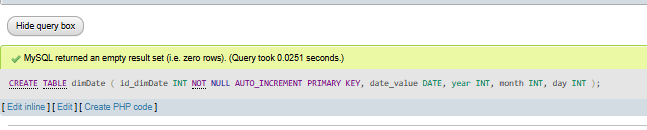 Hide query box
MySQL returned an empty result set (i.e. zero rows). (Query took 0.0251 seconds.)
CREATE TABLE dimDate ( id_dimDate INT NOT NULL AUTO_INCREMENT PRIMARY KEY, date_value DATE, year INT, month INT, day INT );
[ Edit inline ] [ Edit ] [ Create PHP code ]